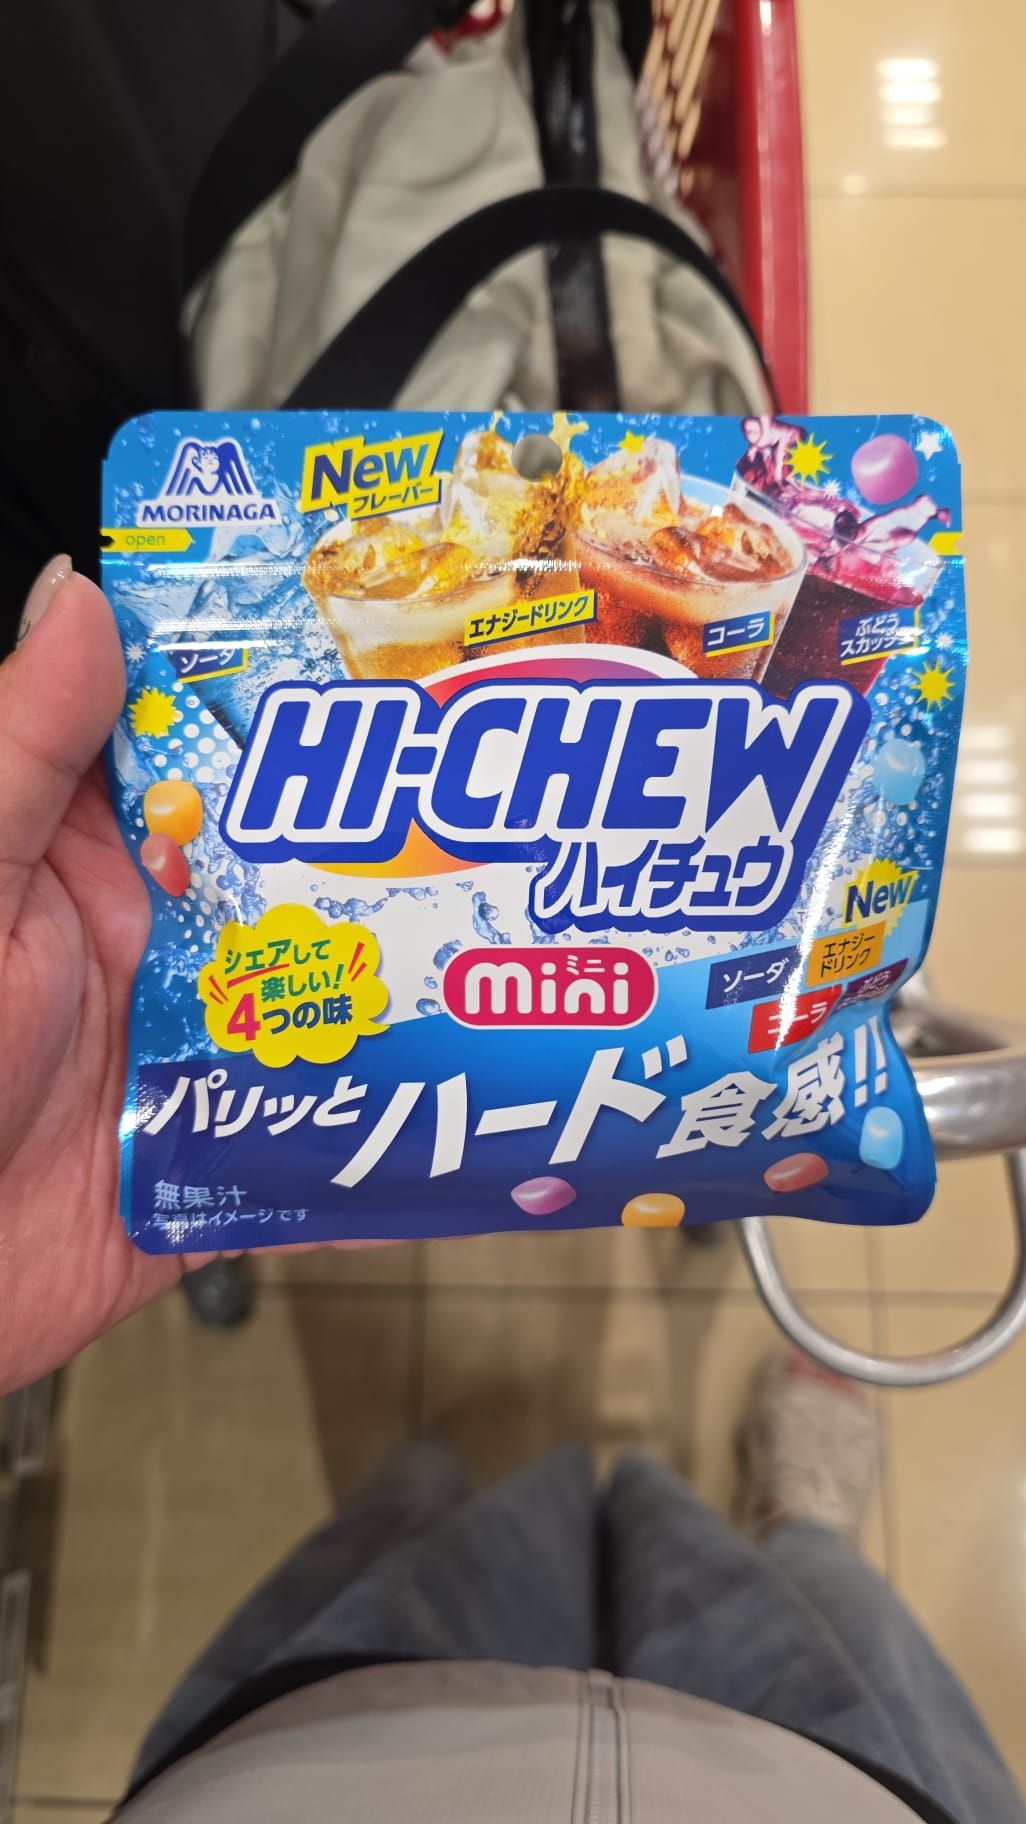 MORINAGA
New
フレーバー
open
エナジードリンク
コーラ
ぶどう
スカッシュ
ソーダ
HI-CHEW
ハイチュウ
New
シェアして
楽しい!
4つの味
mini
ミニ
ソーダ
エナジー
ドリンク
コーラ
ぶどう
パリッとハード食感!!
無果汁
写真はイメージです